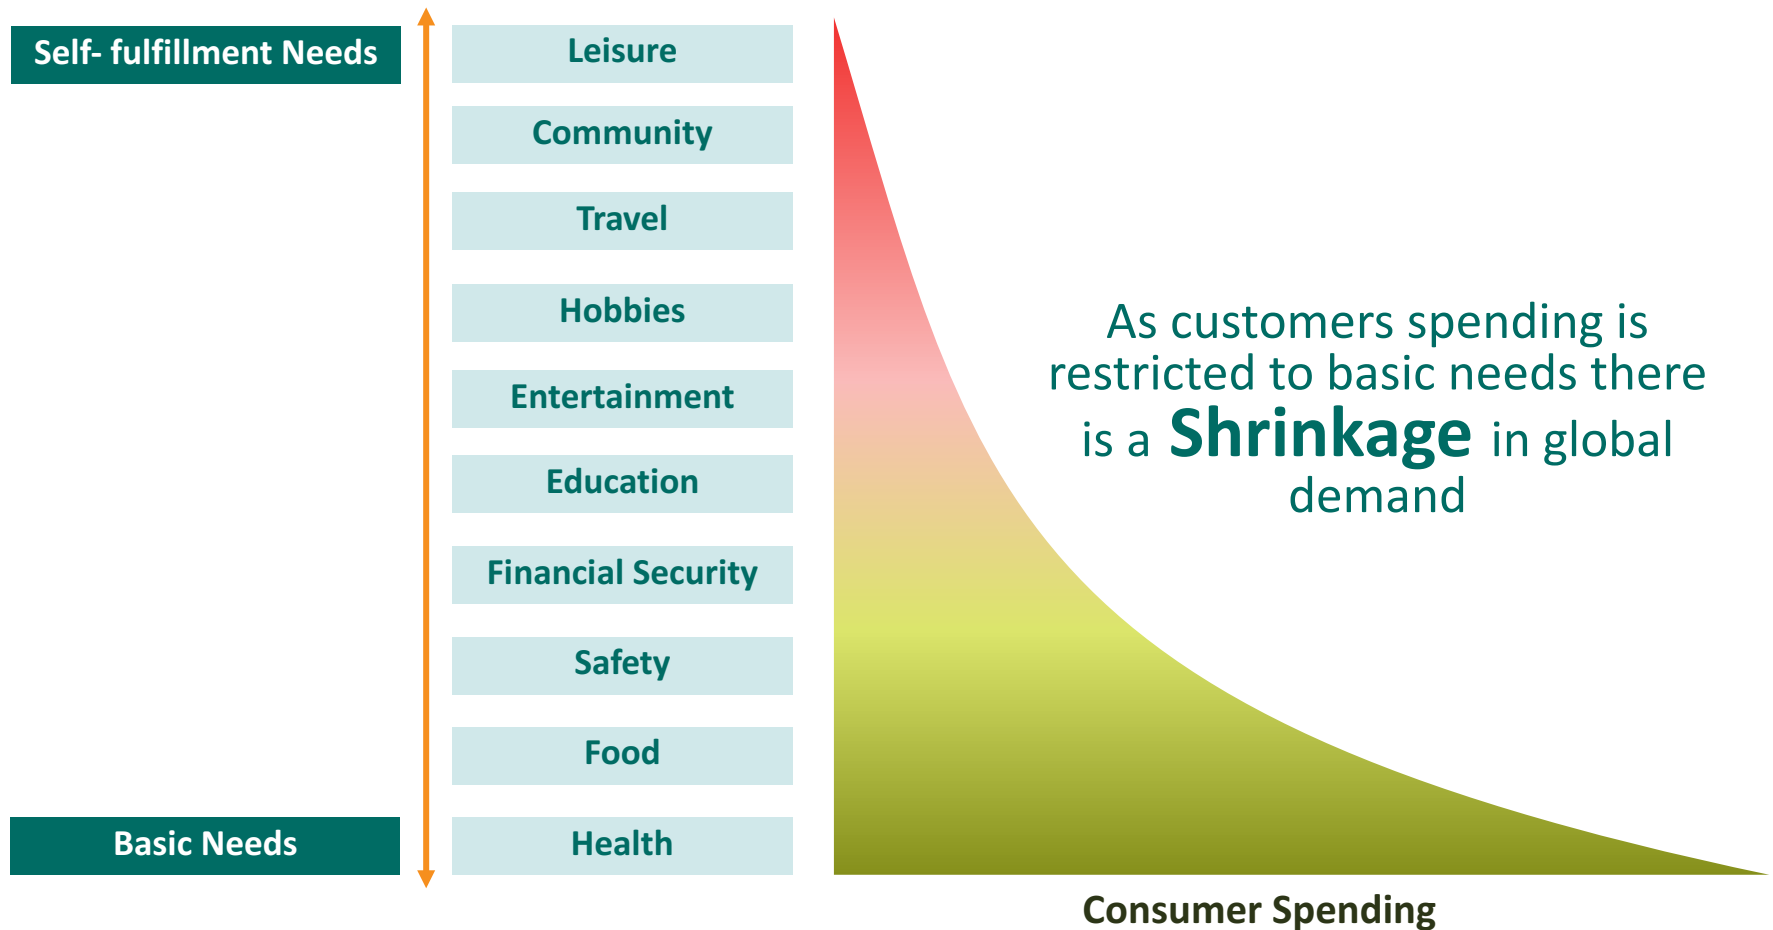 Self- fulfillment Needs
Leisure
Community
Travel
Hobbies
Entertainment
Education
Financial Security
Safety
Food
Basic Needs
Health
As customers spending is
restricted to basic needs there
is a Shrinkage in global
demand
Consumer Spending